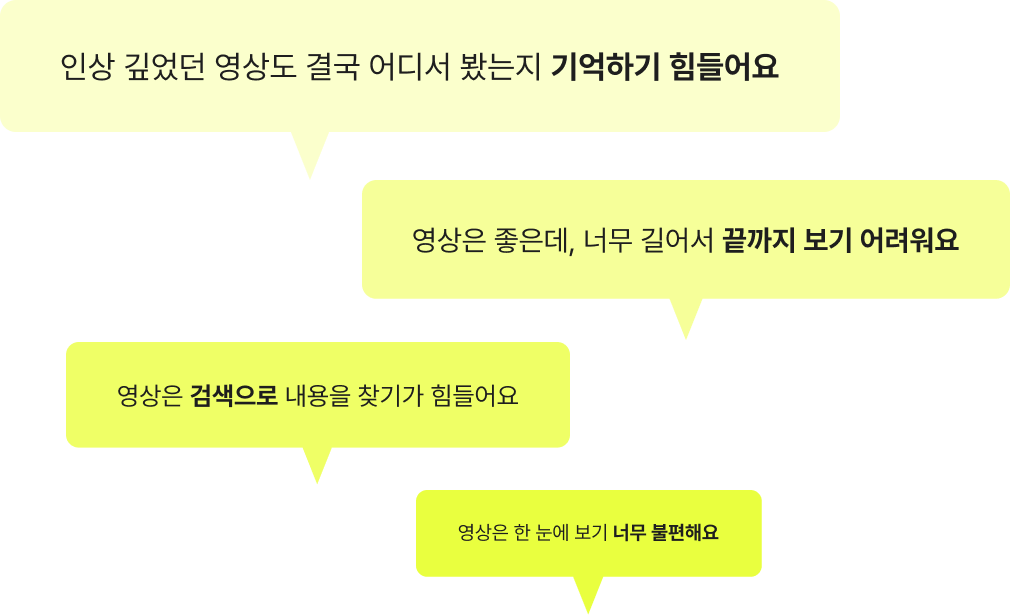 인상 깊었던 영상도 결국 어디서 봤는지 기억하기 힘들어요
영상은 좋은데, 너무 길어서 끝까지 보기 어려워요
영상은 검색으로 내용을 찾기가 힘들어요
영상은 한 눈에 보기 너무 불편해요